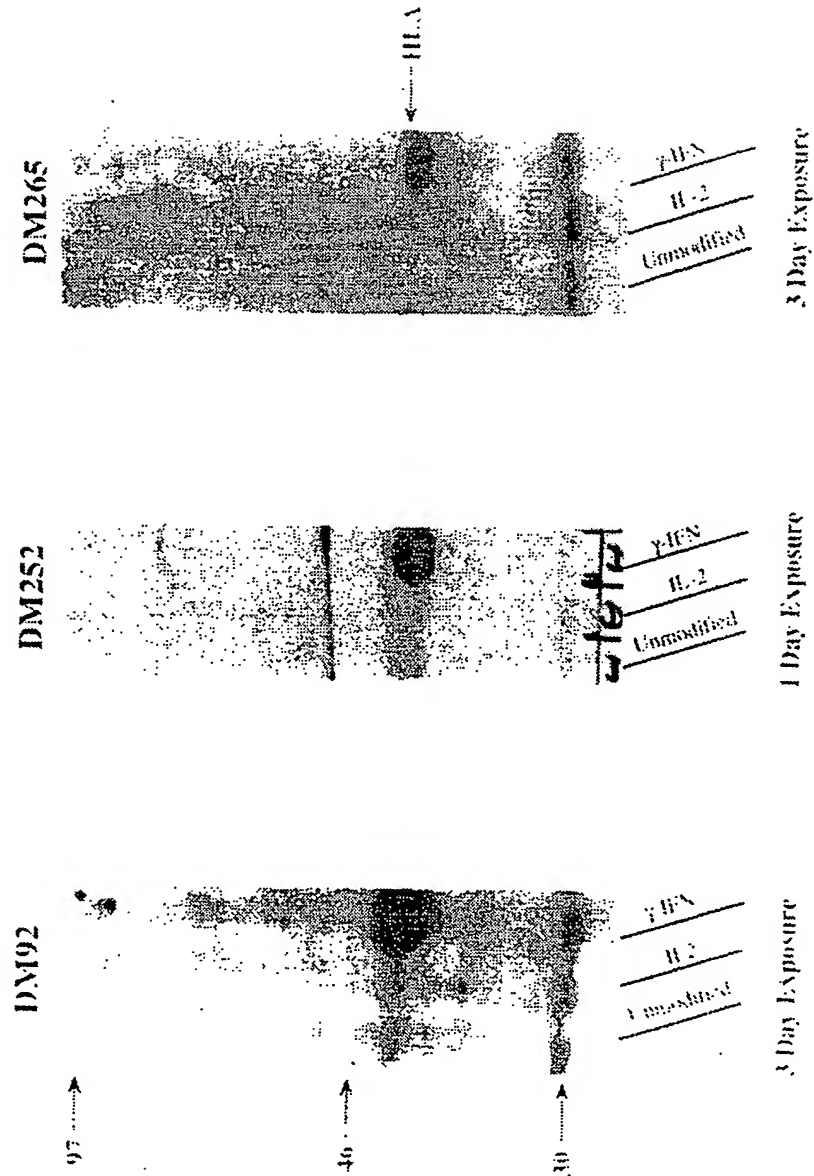 DM92
DM252
DM265
97
46
30
HLA
Unmodified
IL-2
γ-IFN
Unmodified
IL-2
γ-IFN
Unmodified
IL-2
γ-IFN
3 Day Exposure
1 Day Exposure
3 Day Exposure